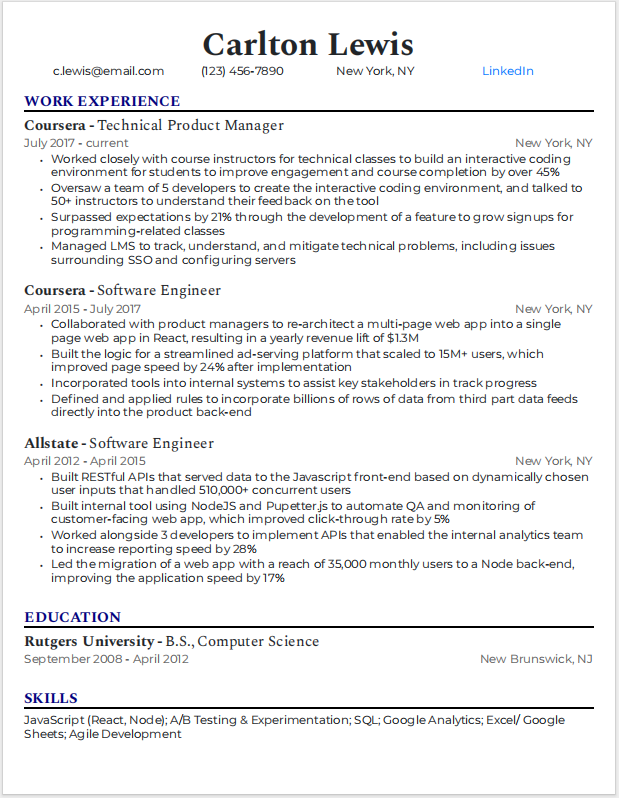 Carlton Lewis
c.lewis@email.com (123) 456-7890 New York, NY LinkedIn
WORK EXPERIENCE
Coursera - Technical Product Manager
July 2017 - current New York, NY
• Worked closely with course instructors for technical classes to build an interactive coding
environment for students to improve engagement and course completion by over 45%
• Oversaw a team of 5 developers to create the interactive coding environment, and talked to
50+ instructors to understand their feedback on the tool
• Surpassed expectations by 21% through the development of a feature to grow signups for
programming-related classes
• Managed LMS to track, understand, and mitigate technical problems, including issues
surrounding SSO and configuring servers
Coursera - Software Engineer
April 2015 - July 2017 New York, NY
• Collaborated with product managers to re-architect a multi-page web app into a single
page web app in React, resulting in a yearly revenue lift of $1.3M
• Built the logic for a streamlined ad-serving platform that scaled to 15M+ users, which
improved page speed by 24% after implementation
• Incorporated tools into internal systems to assist key stakeholders in track progress
• Defined and applied rules to incorporate billions of rows of data from third part data feeds
directly into the product back-end
Allstate - Software Engineer
April 2012 - April 2015 New York, NY
• Built RESTful APIs that served data to the Javascript front-end based on dynamically chosen
user inputs that handled 510,000+ concurrent users
• Built internal tool using NodeJS and Pupetter.js to automate QA and monitoring of
customer-facing web app, which improved click-through rate by 5%
• Worked alongside 3 developers to implement APIs that enabled the internal analytics team
to increase reporting speed by 28%
• Led the migration of a web app with a reach of 35,000 monthly users to a Node back-end,
improving the application speed by 17%
EDUCATION
Rutgers University - B.S., Computer Science
September 2008 - April 2012 New Brunswick, NJ
SKILLS
JavaScript (React, Node); A/B Testing & Experimentation; SQL; Google Analytics; Excel/ Google
Sheets; Agile Development